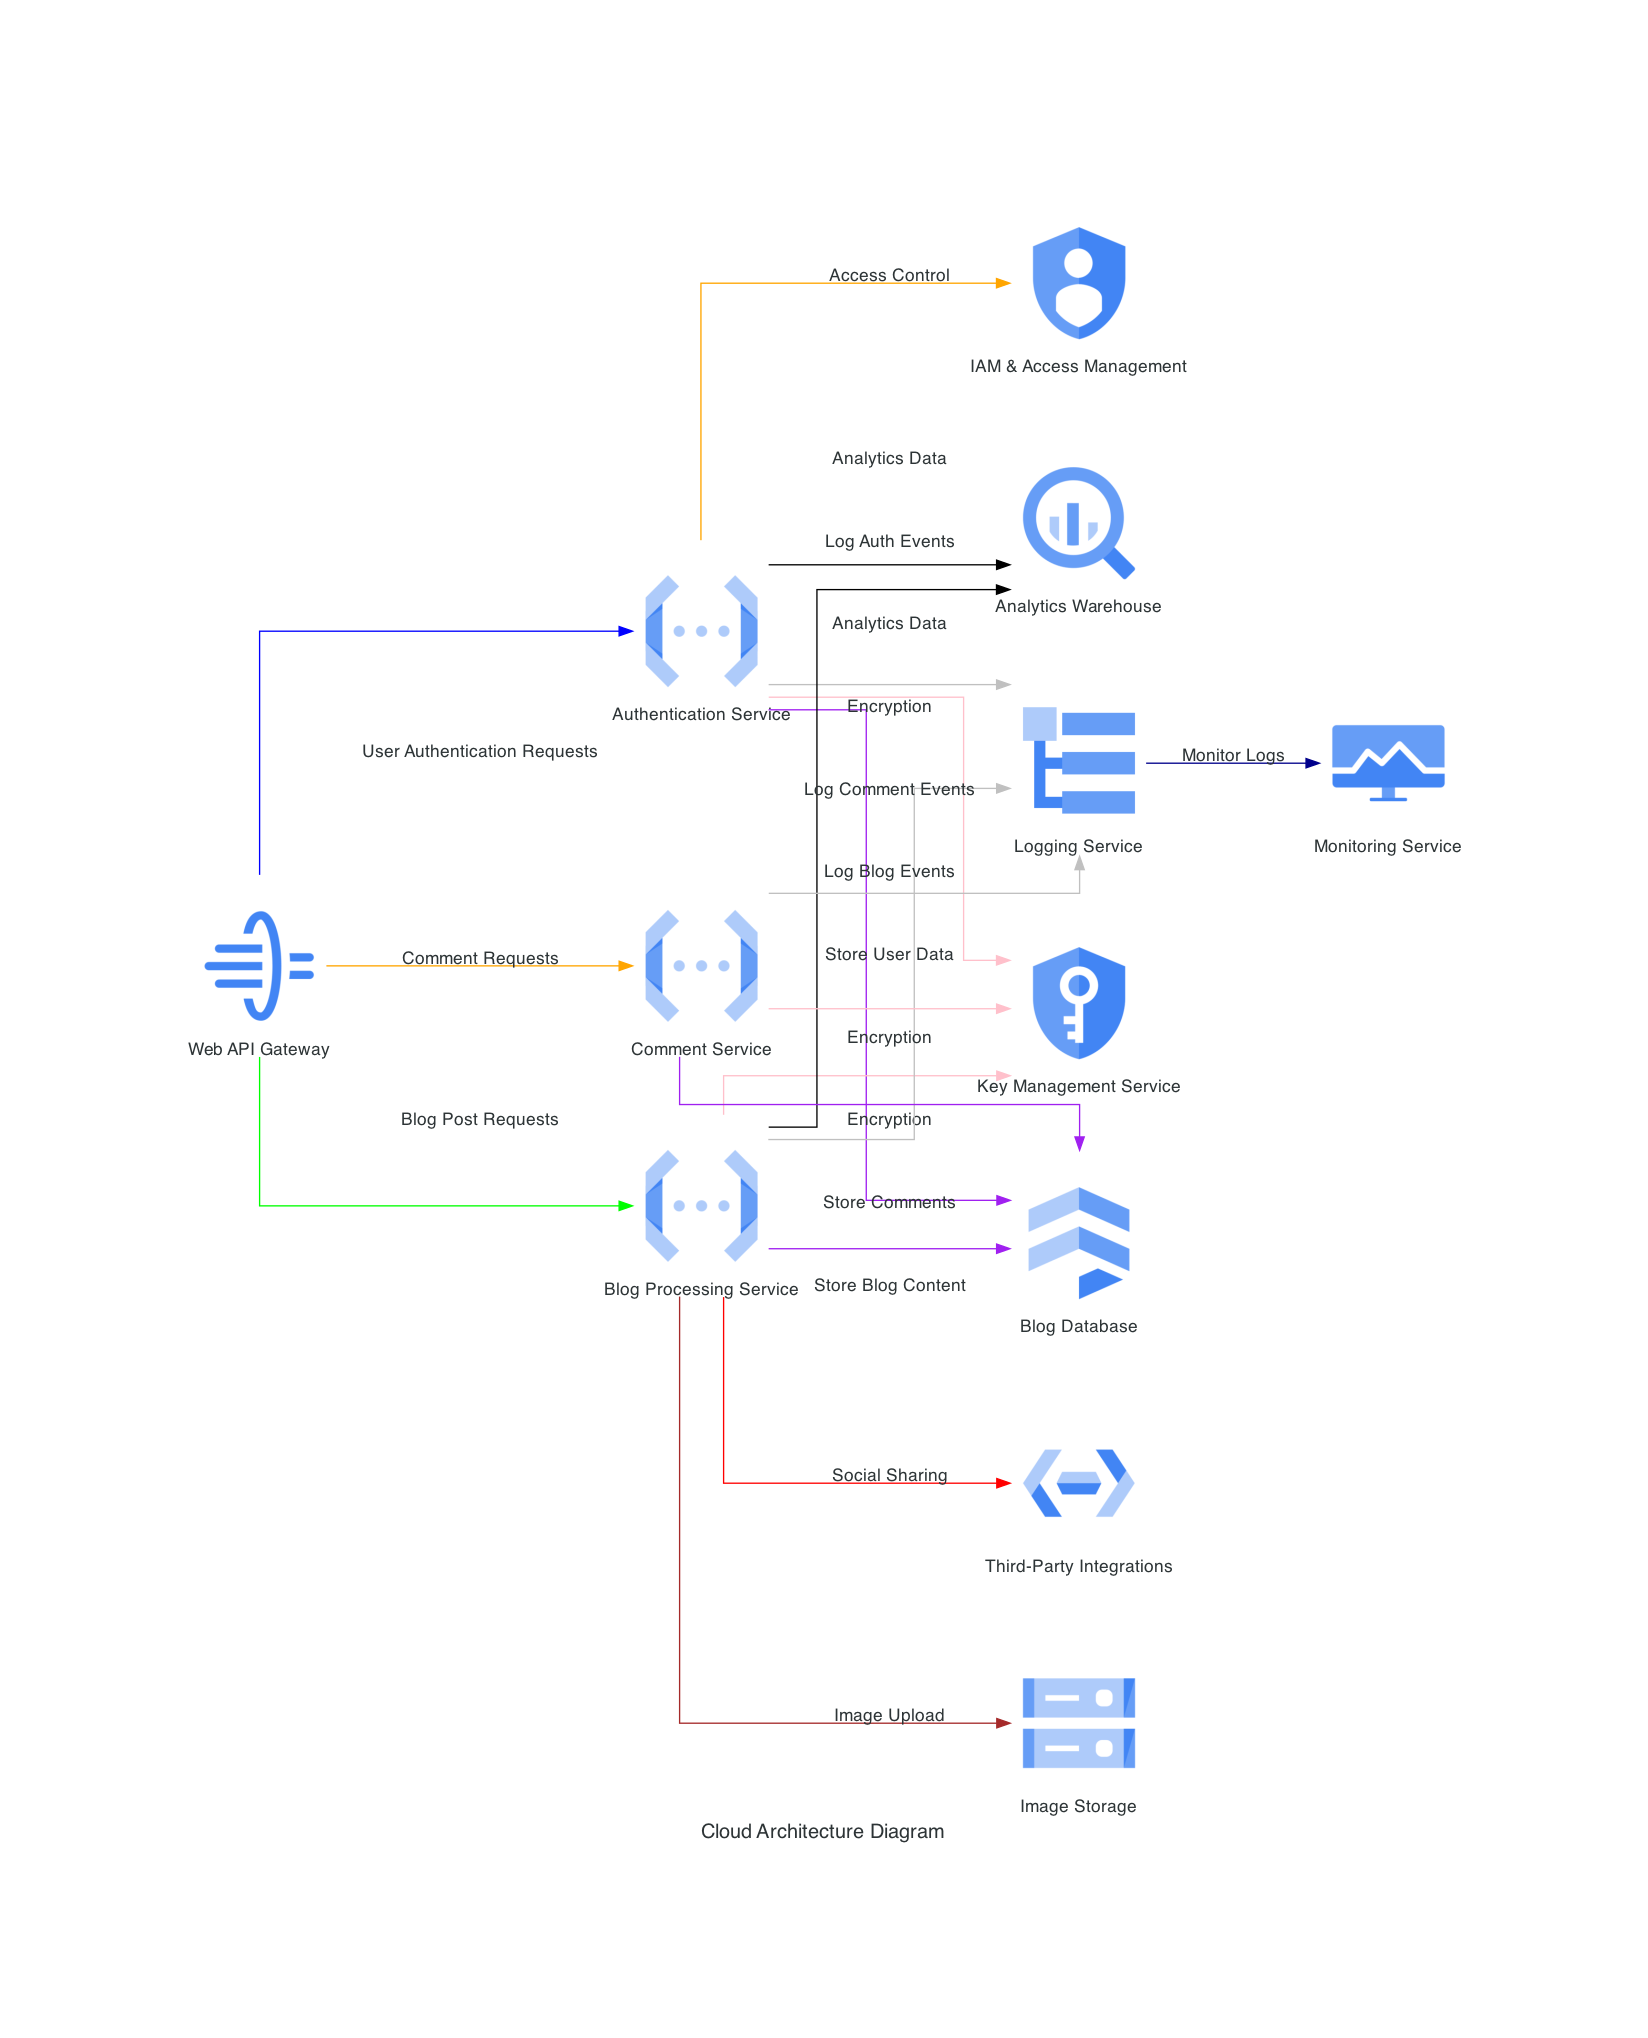 Access Control
IAM & Access Management
Analytics Data
Log Auth Events
Analytics Warehouse
Analytics Data
Encryption
Authentication Service
User Authentication Requests
Monitor Logs
Log Comment Events
Logging Service
Monitoring Service
Log Blog Events
Store User Data
Comment Requests
Encryption
Web API Gateway
Comment Service
Key Management Service
Blog Post Requests
Encryption
Store Comments
Blog Processing Service
Store Blog Content
Blog Database
Social Sharing
Third-Party Integrations
Image Upload
Image Storage
Cloud Architecture Diagram